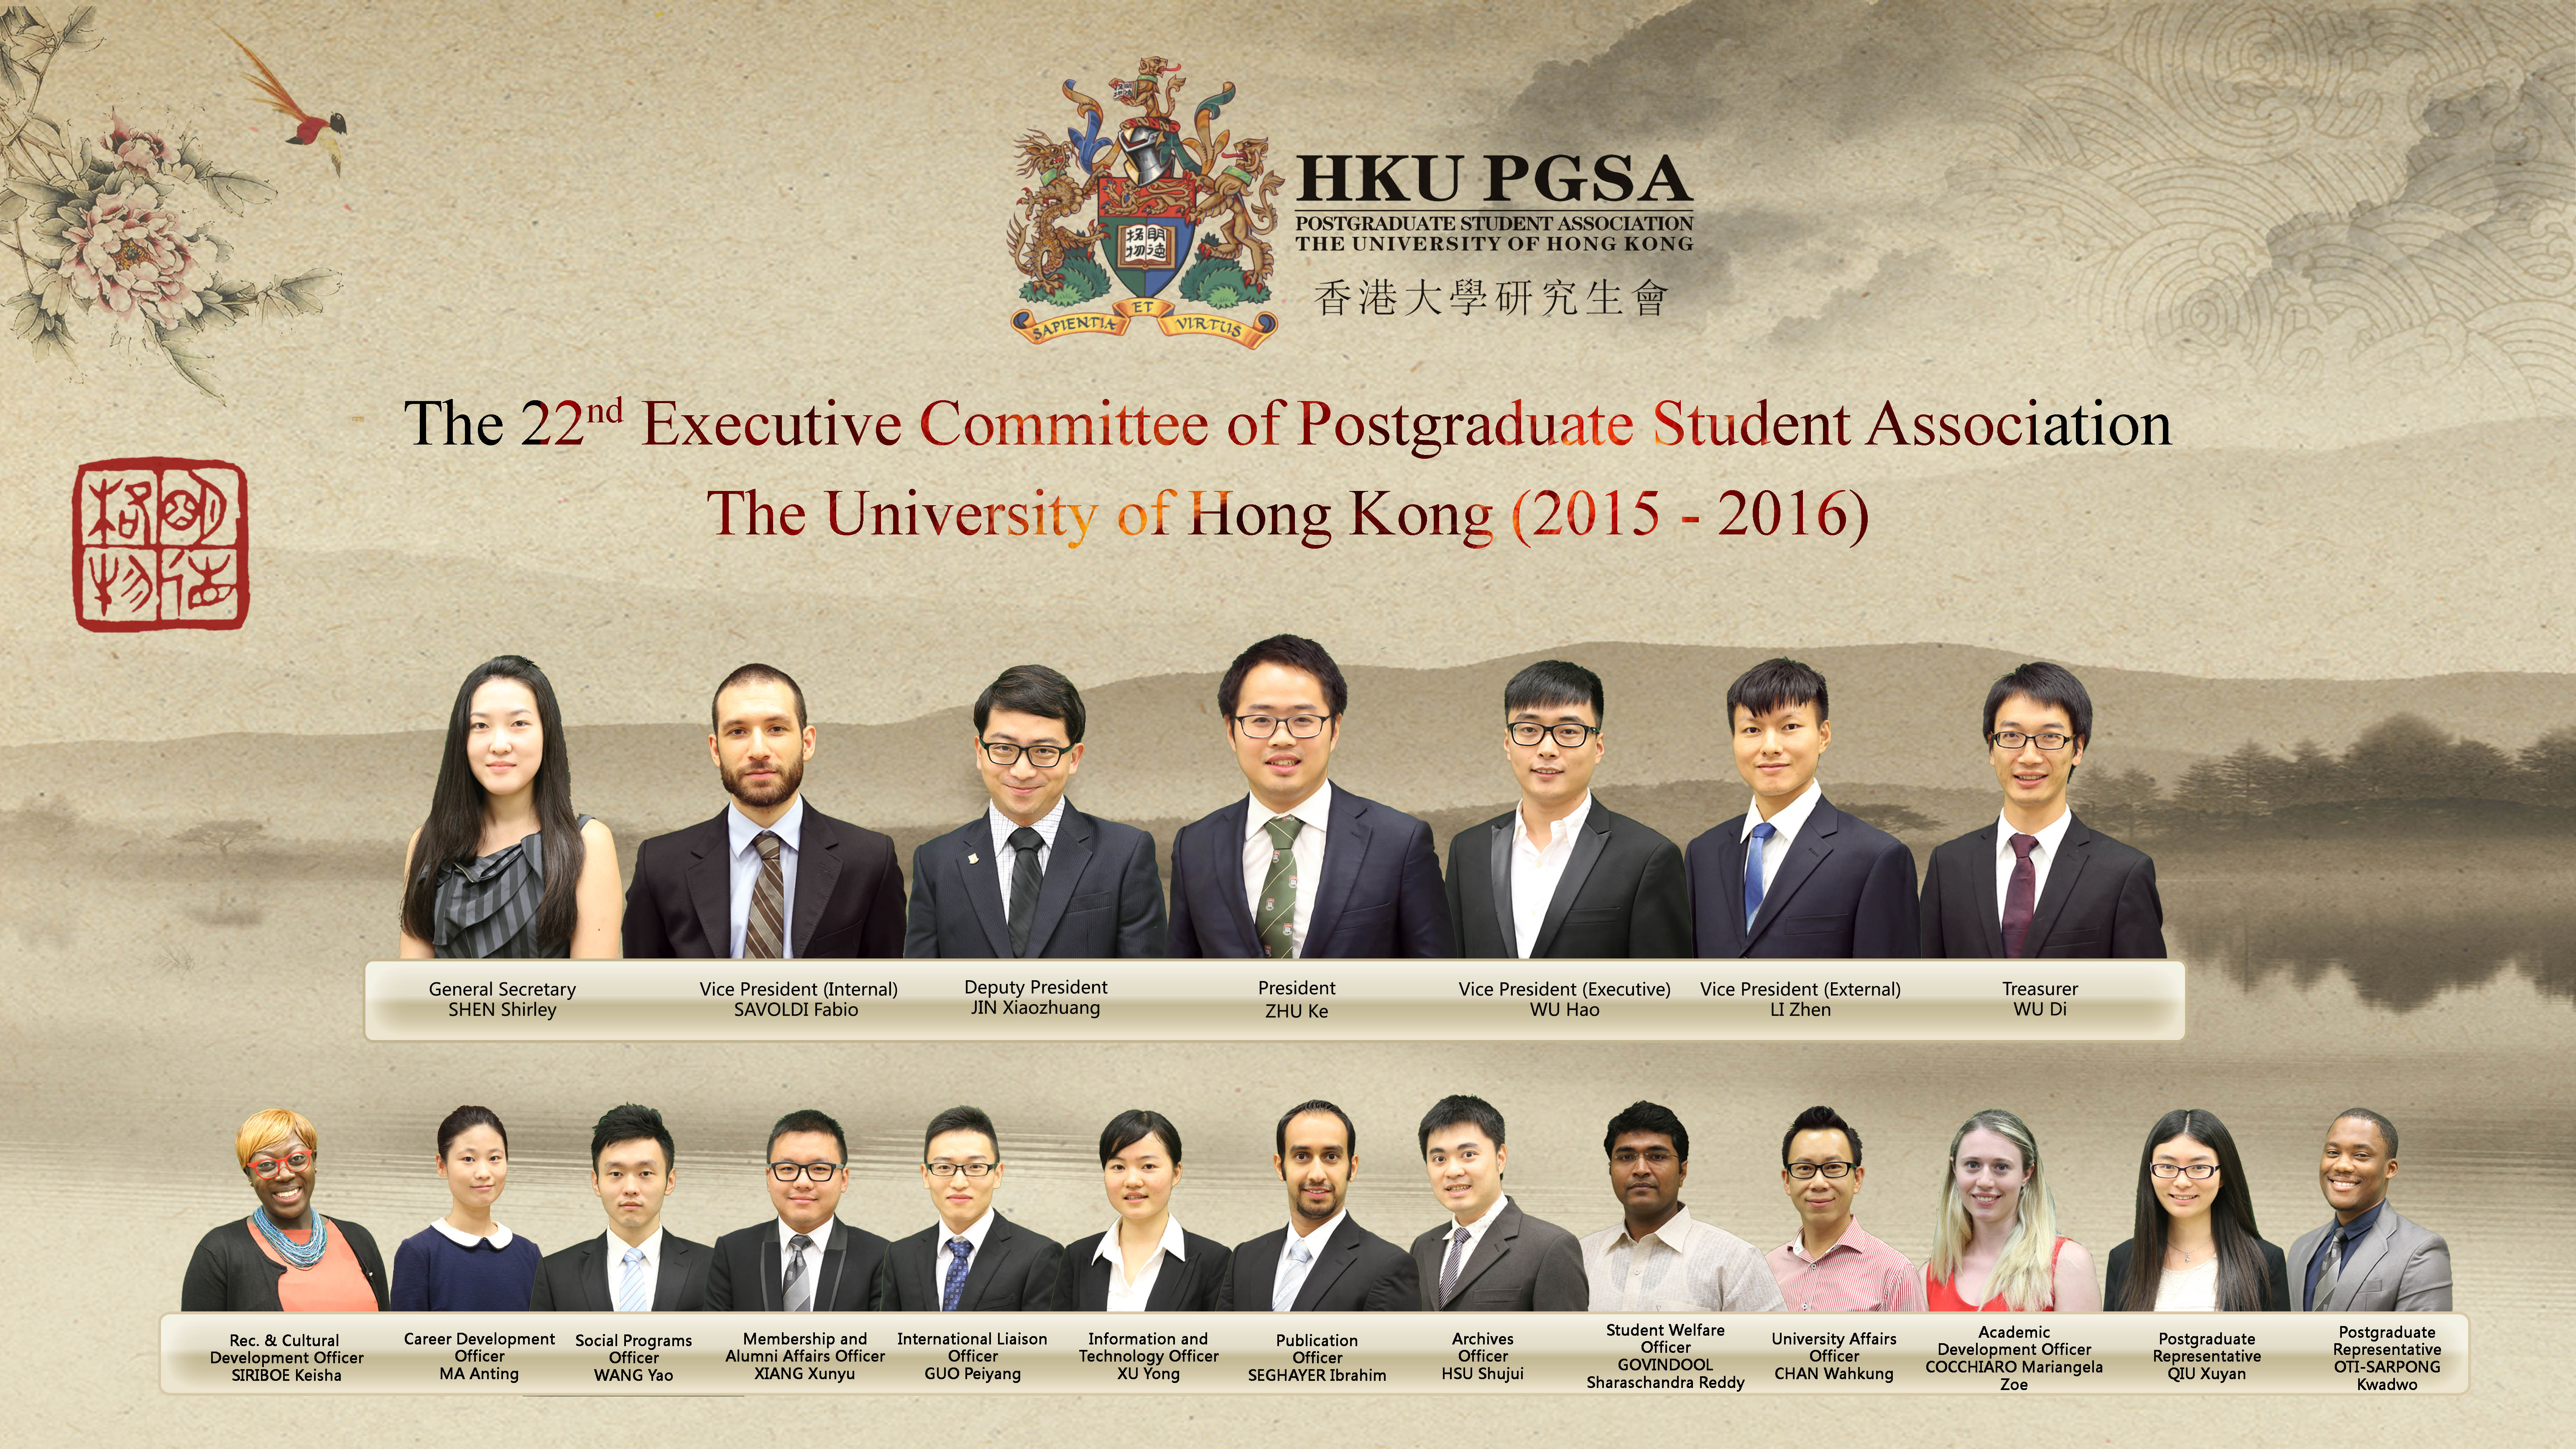 HKU PGSA
POSTGRADUATE STUDENT ASSOCIATION
THE UNIVERSITY OF HONG KONG
香港大學硏究生會
明德
格物
SAPIENTIA ET VIRTUS
The 22nd Executive Committee of Postgraduate Student Association
The University of Hong Kong (2015 - 2016)
明德
格物
General Secretary
SHEN Shirley
Vice President (Internal)
SAVOLDI Fabio
Deputy President
JIN Xiaozhuang
President
ZHU Ke
Vice President (Executive)
WU Hao
Vice President (External)
LI Zhen
Treasurer
WU Di
Rec. & Cultural
Development Officer
SIRIBOE Keisha
Career Development
Officer
MA Anting
Social Programs
Officer
WANG Yao
Membership and
Alumni Affairs Officer
XIANG Xunyu
International Liaison
Officer
GUO Peiyang
Information and
Technology Officer
XU Yong
Publication
Officer
SEGHAYER Ibrahim
Archives
Officer
HSU Shujui
Student Welfare
Officer
GOVINDOOL
Sharaschandra Reddy
University Affairs
Officer
CHAN Wahkung
Academic
Development Officer
COCCHIARO Mariangela
Zoe
Postgraduate
Representative
QIU Xuyan
Postgraduate
Representative
OTI-SARPONG
Kwadwo